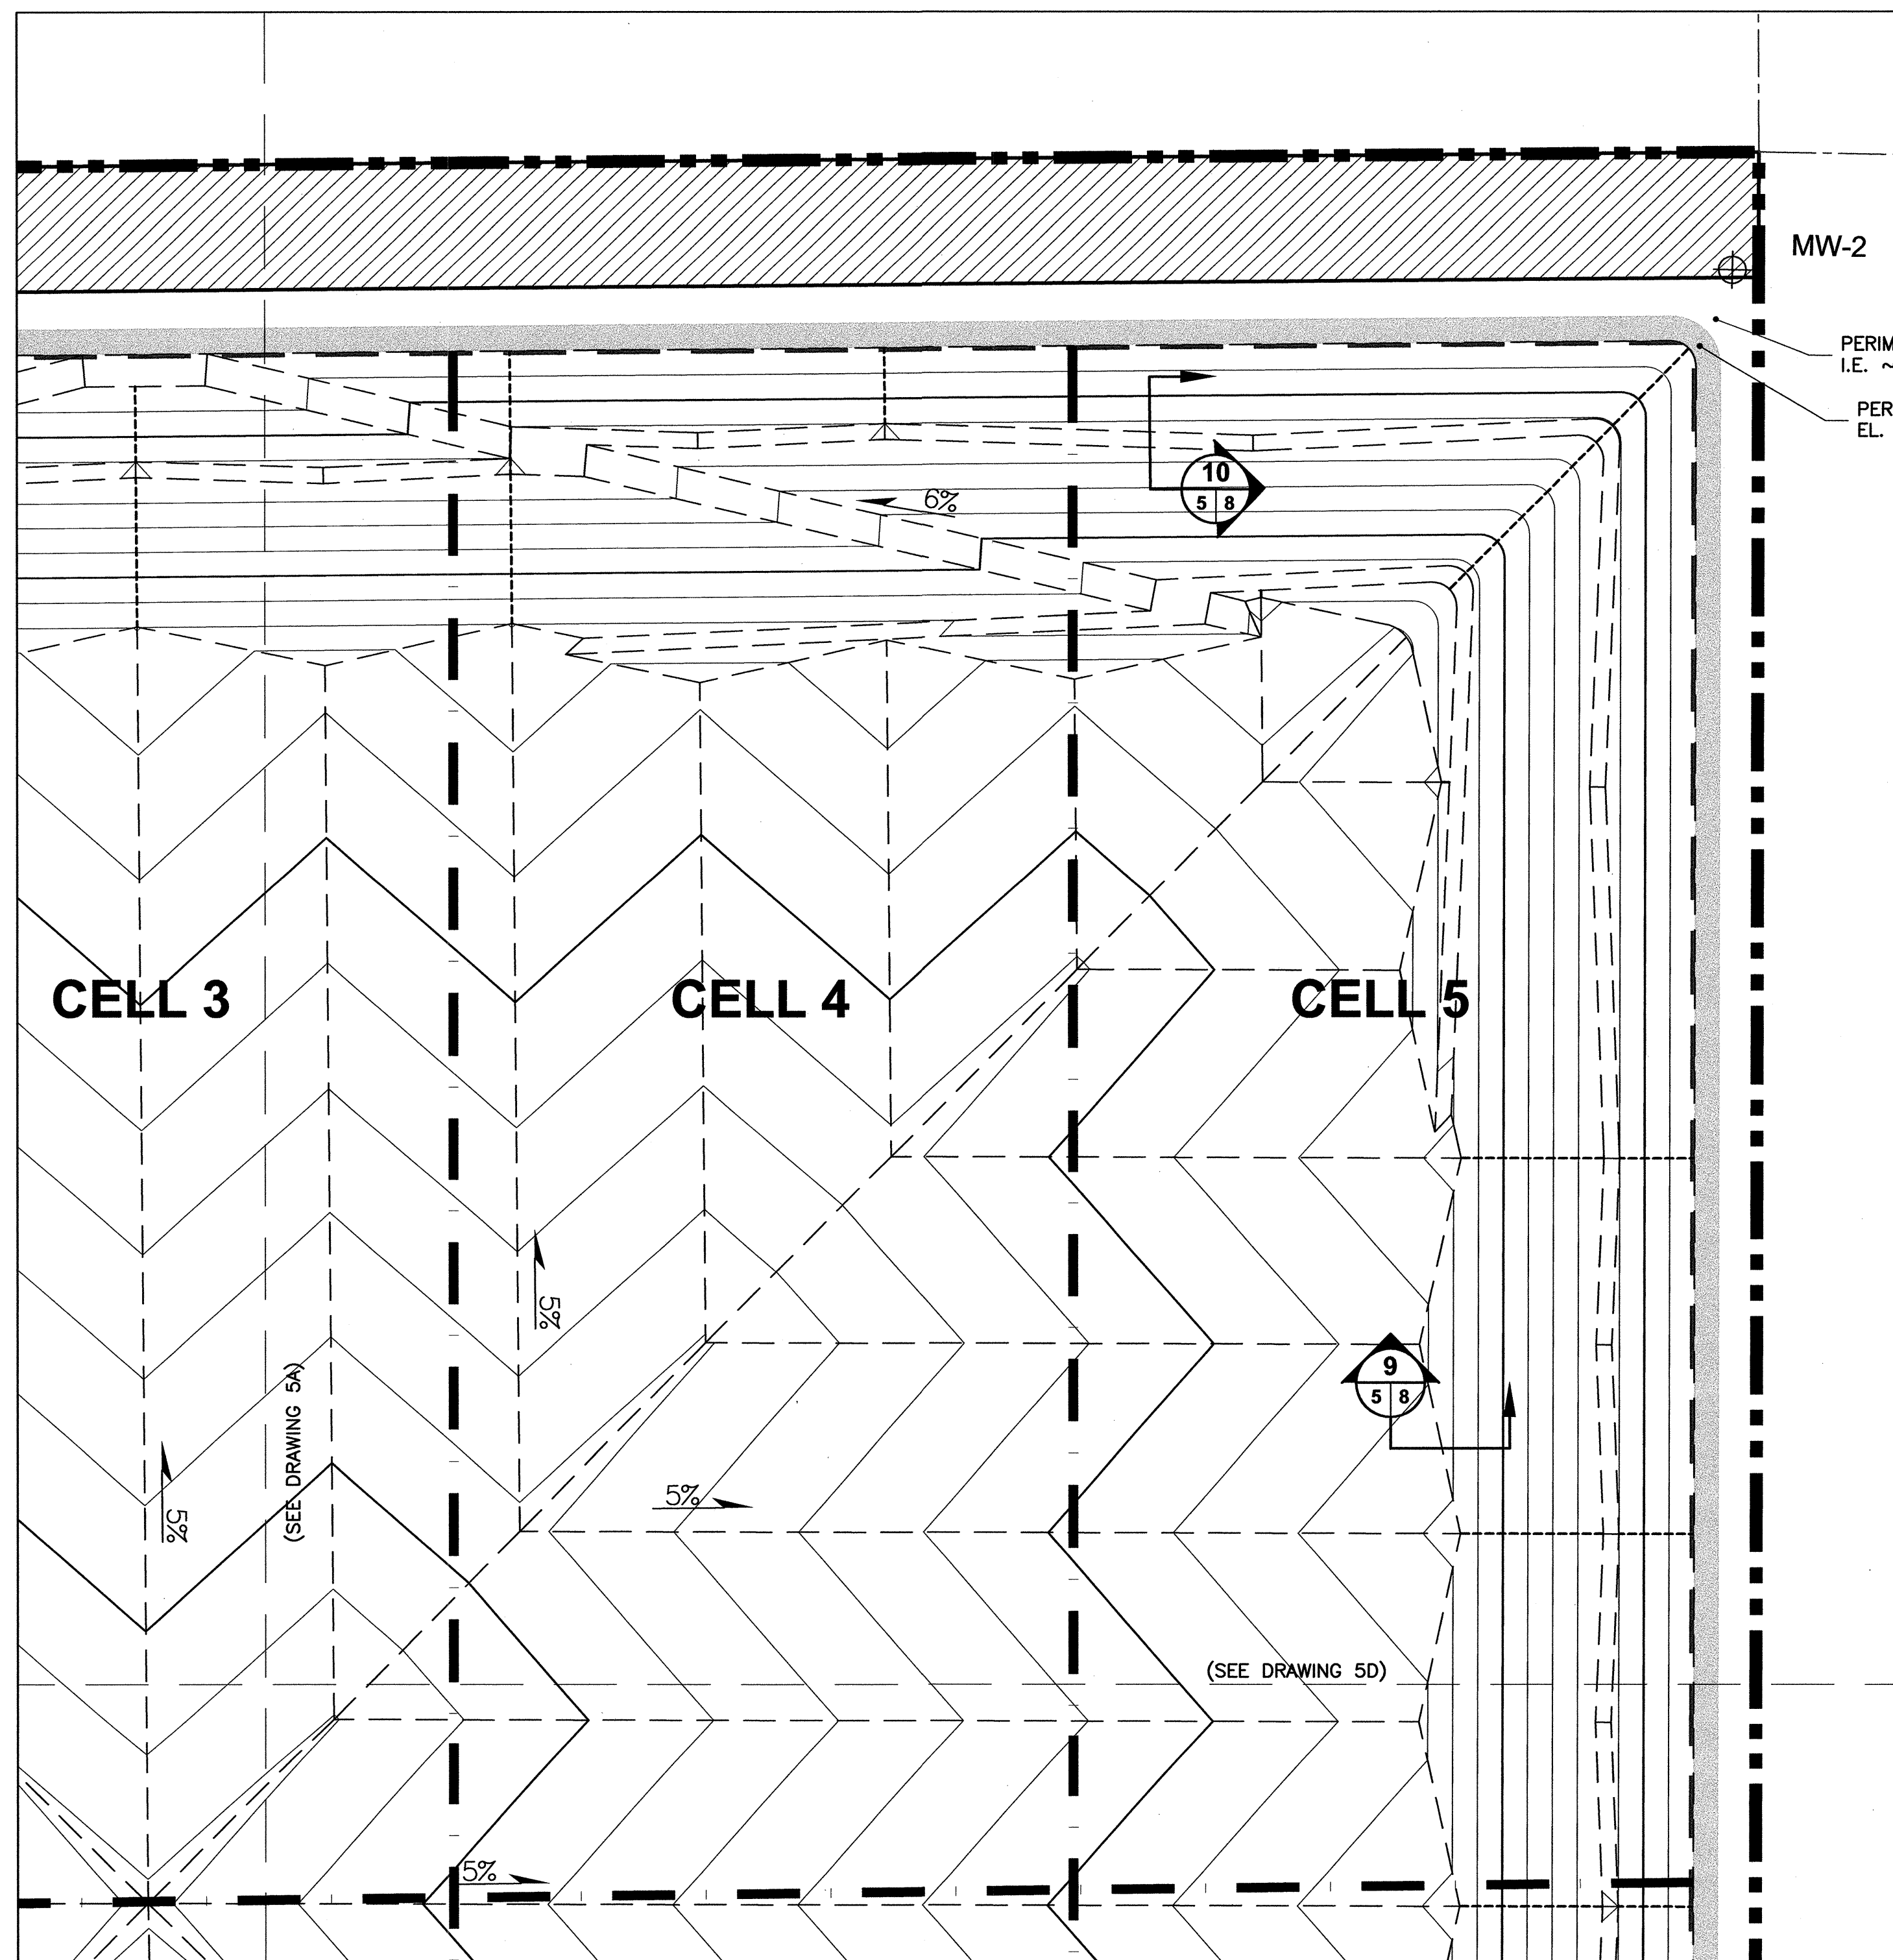 MW-2
PERIM
I.E. ~
PER
EL.
10
5 8
6%
CELL 3
CELL 4
CELL 5
5%
9
5 8
(SEE DRAWING 5A)
5%
5%
(SEE DRAWING 5D)
5%